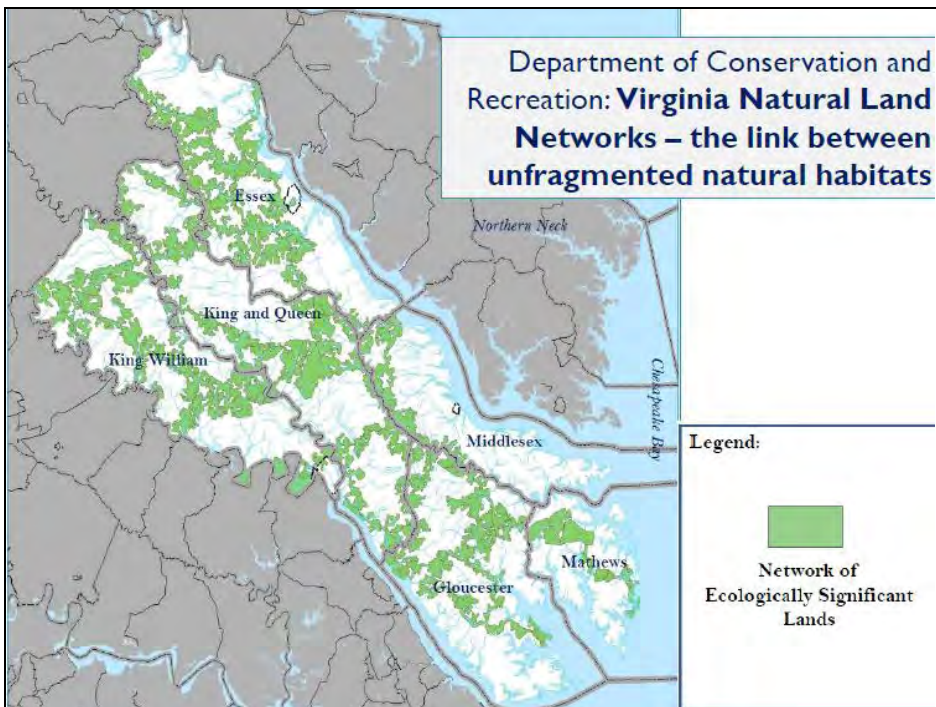 Department of Conservation and
Recreation: Virginia Natural Land
Networks – the link between
unfragmented natural habitats
Essex
Northern Neck
King and Queen
King William
Chesapeake Bay
Middlesex
Mathews
Gloucester
Legend:
Network of
Ecologically Significant
Lands